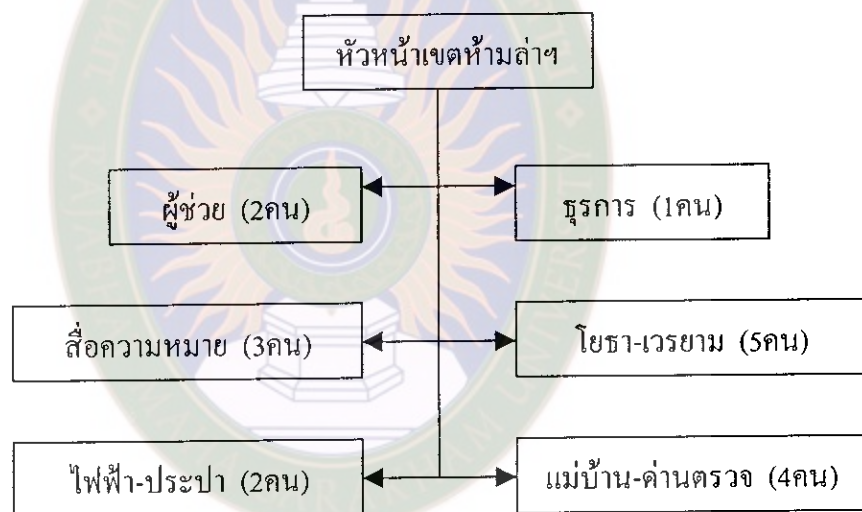 หัวหน้าเขตห้ามล่าฯ
ผู้ช่วย (2คน)
ธุรการ (1คน)
สื่อความหมาย (3คน)
โยธา-เวรยาม (5คน)
ไฟฟ้า-ประปา (2คน)
แม่บ้าน-ด่านตรวจ (4คน)